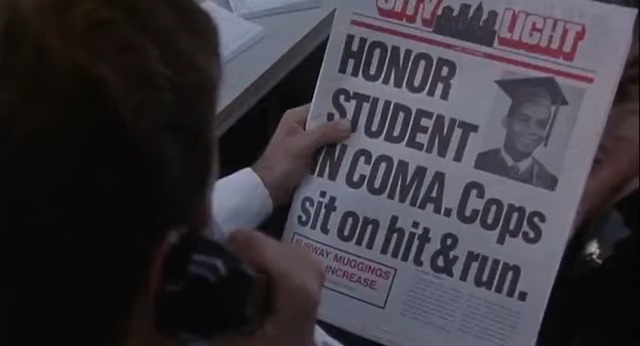 CITY LIGHT
HONOR
STUDENT
IN COMA. Cops
sit on hit & run.
SUBWAY MUGGINGS
INCREASE